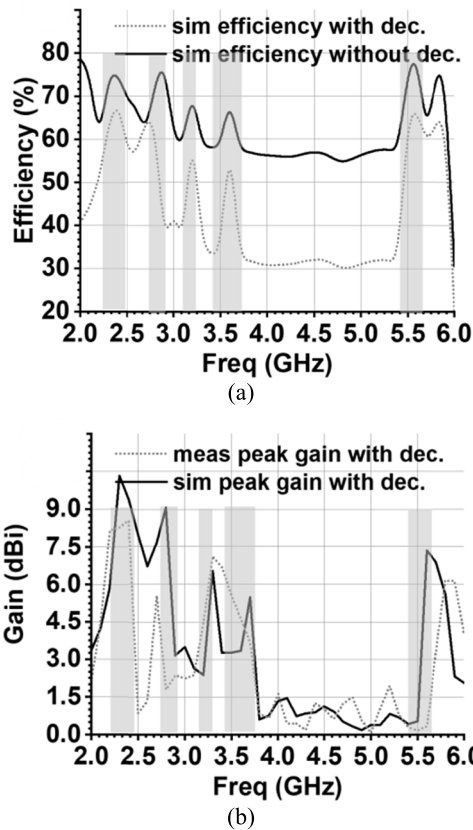 sim efficiency with dec.
sim efficiency without dec.
80
70
60
50
40
30
20
Efficiency (%)
2.0 2.5 3.0 3.5 4.0 4.5 5.0 5.5 6.0
Freq (GHz)
(a)
meas peak gain with dec.
sim peak gain with dec.
9.0
7.5
6.0
4.5
3.0
1.5
0.0
Gain (dBi)
2.0 2.5 3.0 3.5 4.0 4.5 5.0 5.5 6.0
Freq (GHz)
(b)